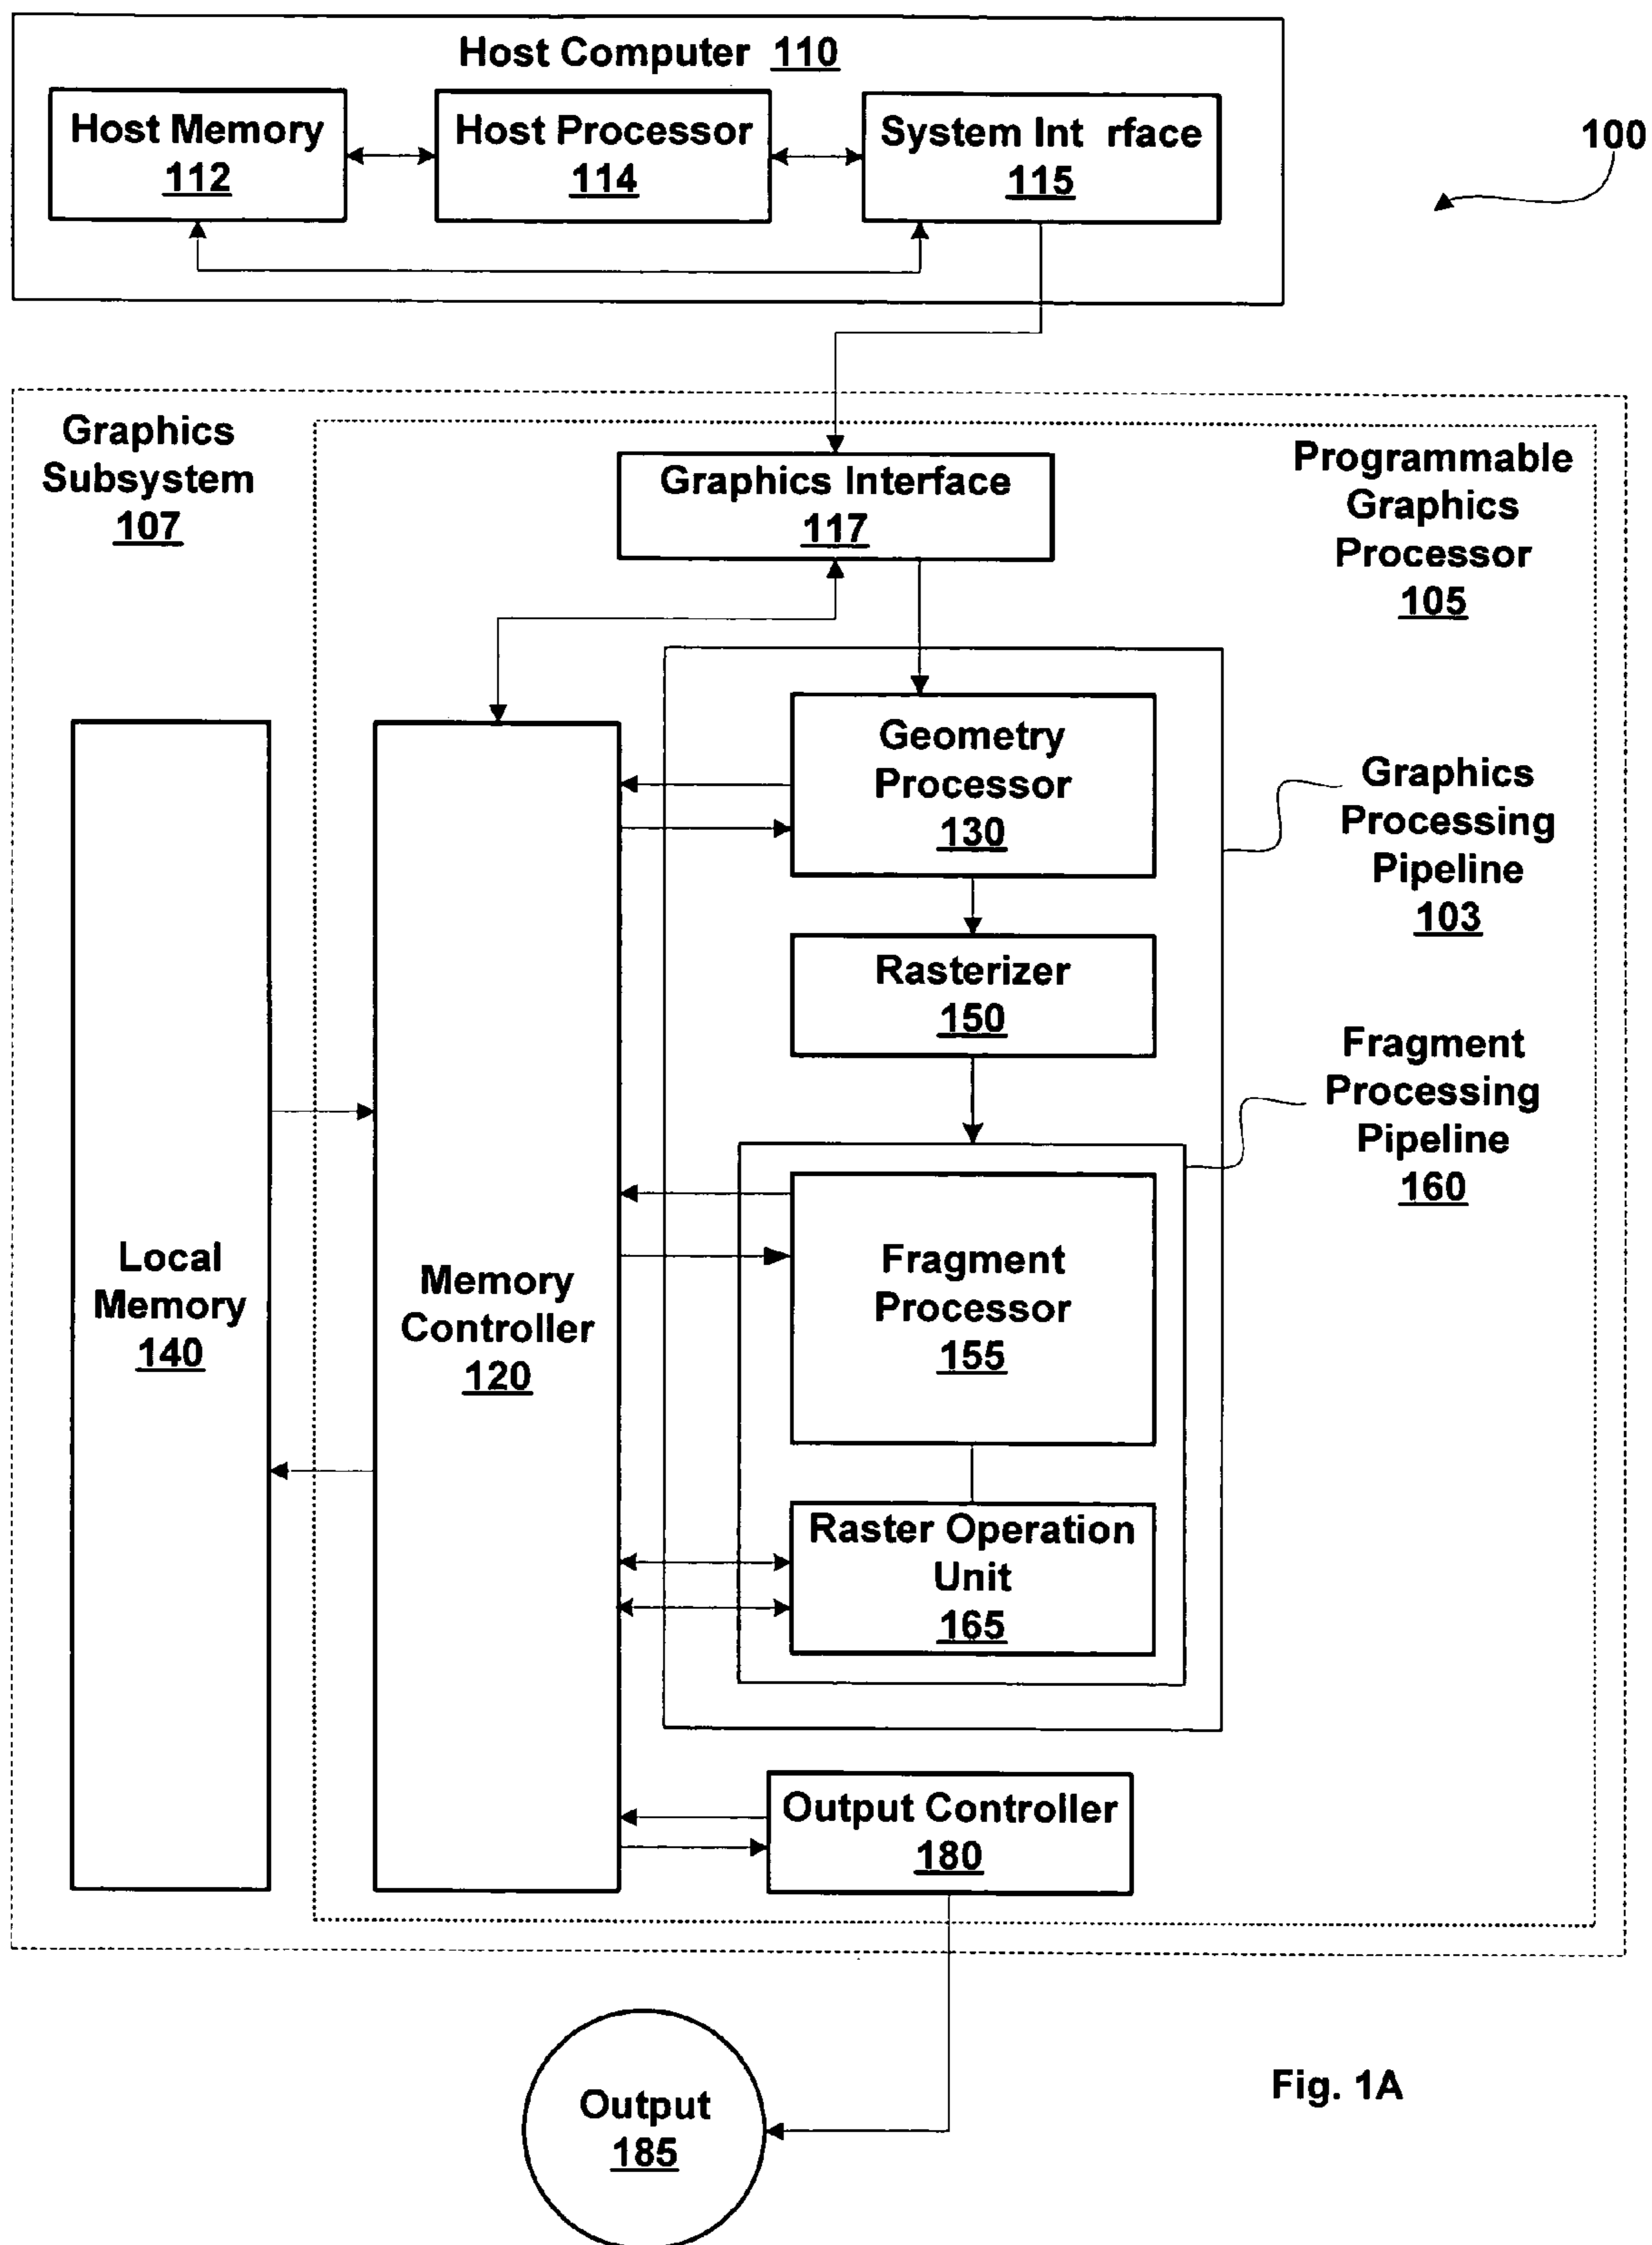 Host Computer 110
Host Memory
112
Host Processor
114
System Int rface
115
100
Graphics
Subsystem
107
Graphics Interface
117
Programmable
Graphics
Processor
105
Geometry
Processor
130
Graphics
Processing
Pipeline
103
Rasterizer
150
Fragment
Processing
Pipeline
160
Local
Memory
140
Memory
Controller
120
Fragment
Processor
155
Raster Operation
Unit
165
Output Controller
180
Output
185
Fig. 1A